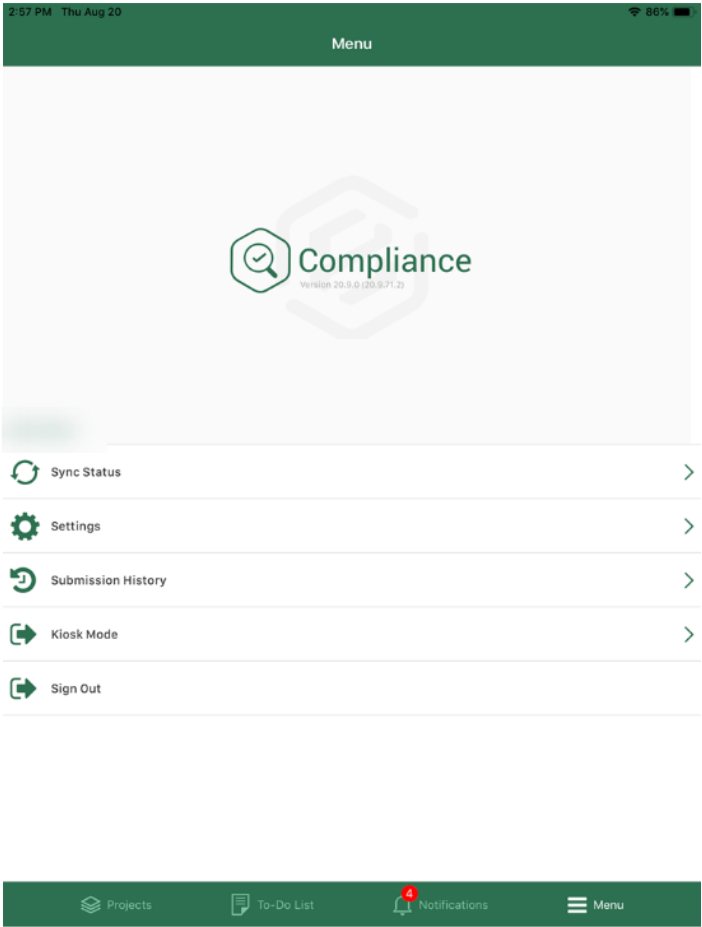 2:57 PM Thu Aug 20 86%
Menu
Compliance
Version 20.9.0 (20.9.71.2)
Sync Status
Settings
Submission History
Kiosk Mode
Sign Out
Projects To-Do List 4 Notifications Menu